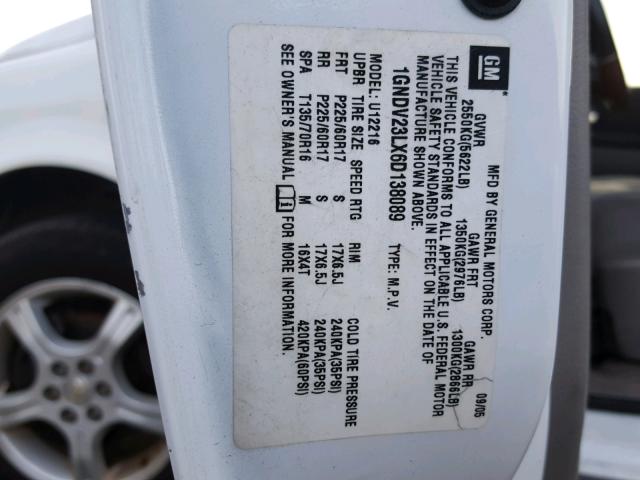 GM
MFD BY GENERAL MOTORS CORP. 09/05
GVWR GAWR FRT GAWR RR
2550KG(5622LB) 1350KG(2976LB) 1300KG(2866LB)
THIS VEHICLE CONFORMS TO ALL APPLICABLE U.S. FEDERAL MOTOR
VEHICLE SAFETY STANDARDS IN EFFECT ON THE DATE OF
MANUFACTURE SHOWN ABOVE.
1GNDV23LX6D138089 TYPE: M.P.V.
MODEL: U12216
UPBR TIRE SIZE SPEED RTG RIM COLD TIRE PRESSURE
FRT P225/60R17 S 17X6.5J 240KPA(35PSI)
RR P225/60R17 S 17X6.5J 240KPA(35PSI)
SPA T135/70R16 M 16X4T 420KPA(60PSI)
SEE OWNER'S MANUAL FOR MORE INFORMATION.